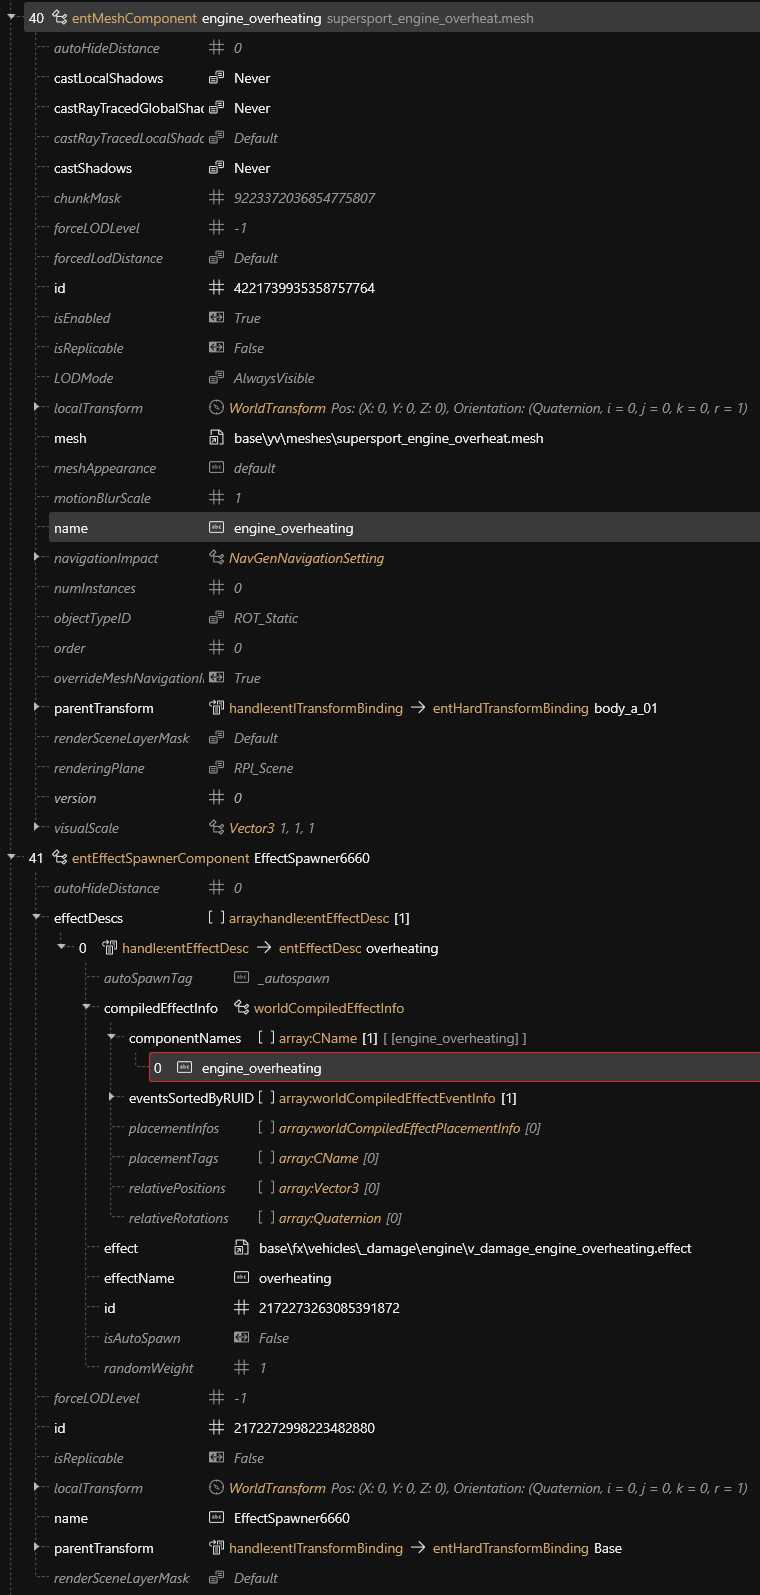 40 entMeshComponent engine_overheating supersport_engine_overheat.mesh
autoHideDistance 0
castLocalShadows Never
castRayTracedGlobalShad Never
castRayTracedLocalShado Default
castShadows Never
chunkMask 9223372036854775807
forceLODLevel -1
forcedLodDistance Default
id 4221739935358757764
isEnabled True
isReplicable False
LODMode AlwaysVisible
localTransform WorldTransform Pos: (X: 0, Y: 0, Z: 0), Orientation: (Quaternion, i = 0, j = 0, k = 0, r = 1)
mesh base\yv\meshes\supersport_engine_overheat.mesh
meshAppearance default
motionBlurScale 1
name engine_overheating
navigationImpact NavGenNavigationSetting
numInstances 0
objectTypeID ROT_Static
order 0
overrideMeshNavigationI True
parentTransform handle:entITransformBinding → entHardTransformBinding body_a_01
renderSceneLayerMask Default
renderingPlane RPl_Scene
version 0
visualScale Vector3 1, 1, 1
41 entEffectSpawnerComponent EffectSpawner6660
autoHideDistance 0
effectDescs [ ] array:handle:entEffectDesc [1]
0 handle:entEffectDesc → entEffectDesc overheating
autoSpawnTag _autospawn
compiledEffectInfo worldCompiledEffectInfo
componentNames [ ] array:CName [1] [ [engine_overheating] ]
0 engine_overheating
eventsSortedByRUID [ ] array:worldCompiledEffectEventInfo [1]
placementInfos [ ] array:worldCompiledEffectPlacementInfo [0]
placementTags [ ] array:CName [0]
relativePositions [ ] array:Vector3 [0]
relativeRotations [ ] array:Quaternion [0]
effect base\fx\vehicles\_damage\engine\v_damage_engine_overheating.effect
effectName overheating
id 2172273263085391872
isAutoSpawn False
randomWeight 1
forceLODLevel -1
id 2172272998223482880
isReplicable False
localTransform WorldTransform Pos: (X: 0, Y: 0, Z: 0), Orientation: (Quaternion, i = 0, j = 0, k = 0, r = 1)
name EffectSpawner6660
parentTransform handle:entITransformBinding → entHardTransformBinding Base
renderSceneLayerMask Default